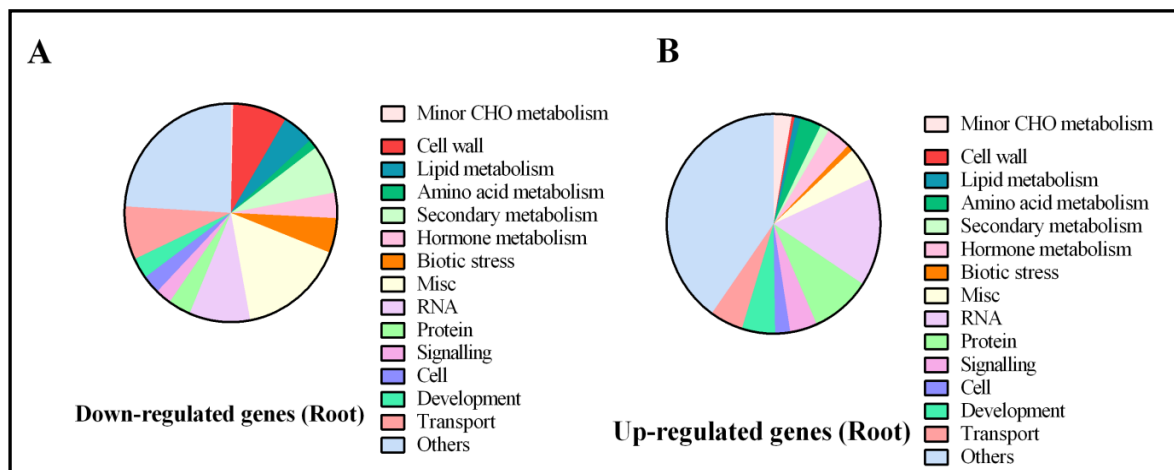 A
Minor CHO metabolism
Cell wall
Lipid metabolism
Amino acid metabolism
Secondary metabolism
Hormone metabolism
Biotic stress
Misc
RNA
Protein
Signalling
Cell
Development
Transport
Others
Down-regulated genes (Root)
B
Minor CHO metabolism
Cell wall
Lipid metabolism
Amino acid metabolism
Secondary metabolism
Hormone metabolism
Biotic stress
Misc
RNA
Protein
Signalling
Cell
Development
Transport
Others
Up-regulated genes (Root)